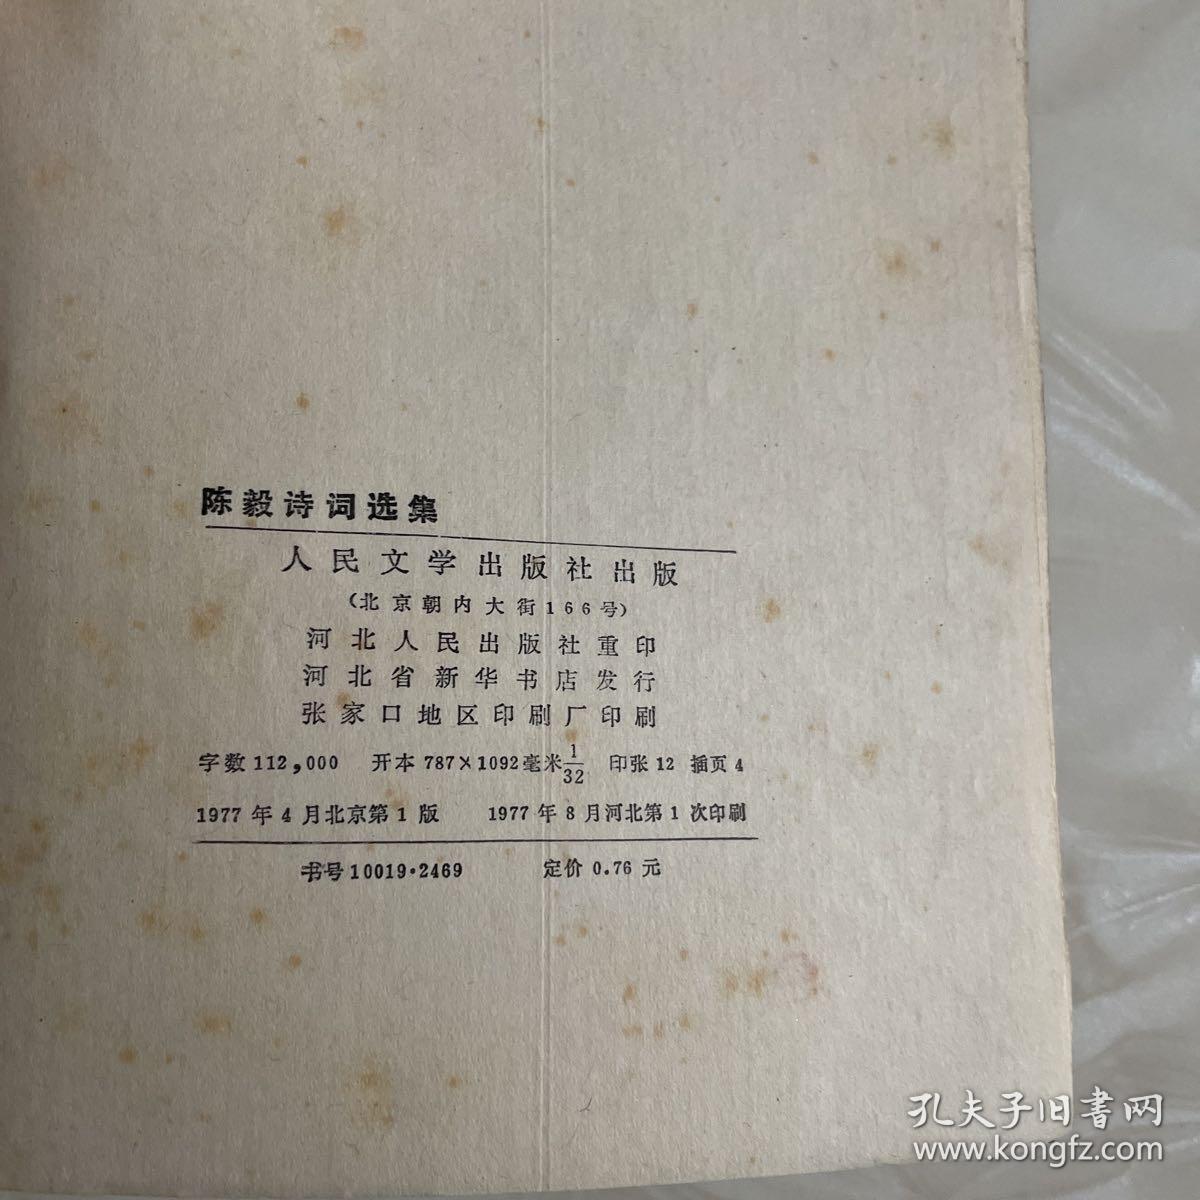 陈毅诗词选集
人民文学出版社出版
(北京朝内大街166号)
河北人民出版社重印
河北省新华书店发行
张家口地区印刷厂印刷
字数112,000 开本787×1092毫米1/32 印张12 插页4
1977年4月北京第1版 1977年8月河北第1次印刷
书号10019·2469 定价0.76元
孔夫子旧书网
www.kongfz.com